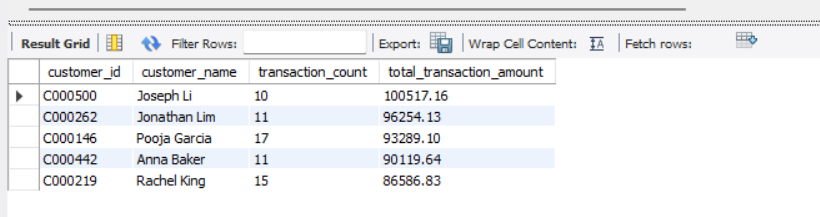 Result Grid Filter Rows: Export: Wrap Cell Content: IA Fetch rows:
customer_id customer_name transaction_count total_transaction_amount
C000500 Joseph Li 10 100517.16
C000262 Jonathan Lim 11 96254.13
C000146 Pooja Garcia 17 93289.10
C000442 Anna Baker 11 90119.64
C000219 Rachel King 15 86586.83